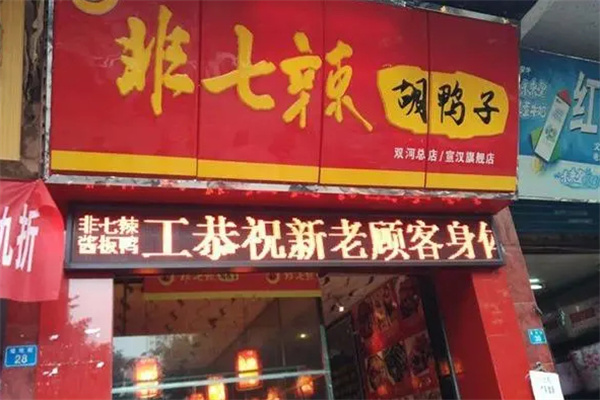 非七辣
胡鸭子
双河总店/宣汉旗舰店
非七辣
酱板鸭
工恭祝新老顾客身体
九折
28
红